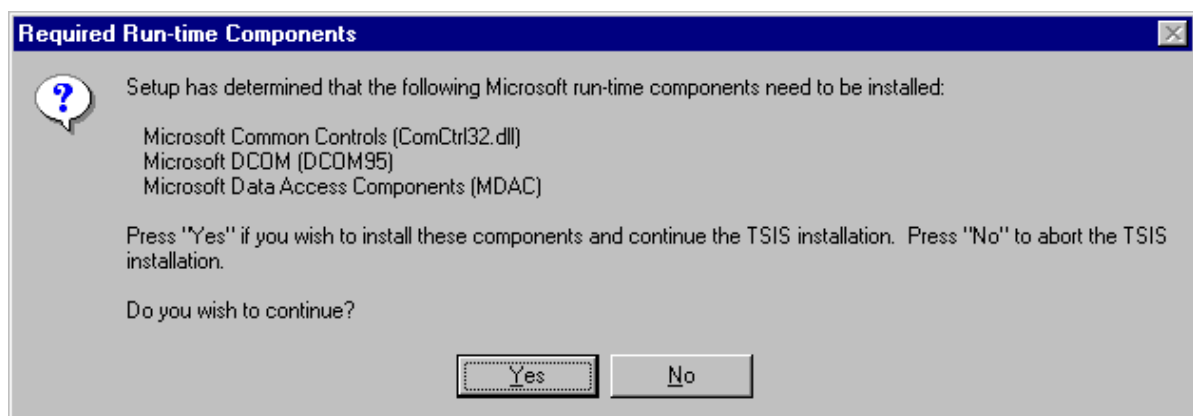 Required Run-time Components
Setup has determined that the following Microsoft run-time components need to be installed:
Microsoft Common Controls (ComCtrl32.dll)
Microsoft DCOM (DCOM95)
Microsoft Data Access Components (MDAC)
Press "Yes" if you wish to install these components and continue the TSIS installation.  Press "No" to abort the TSIS
installation.
Do you wish to continue?
Yes No